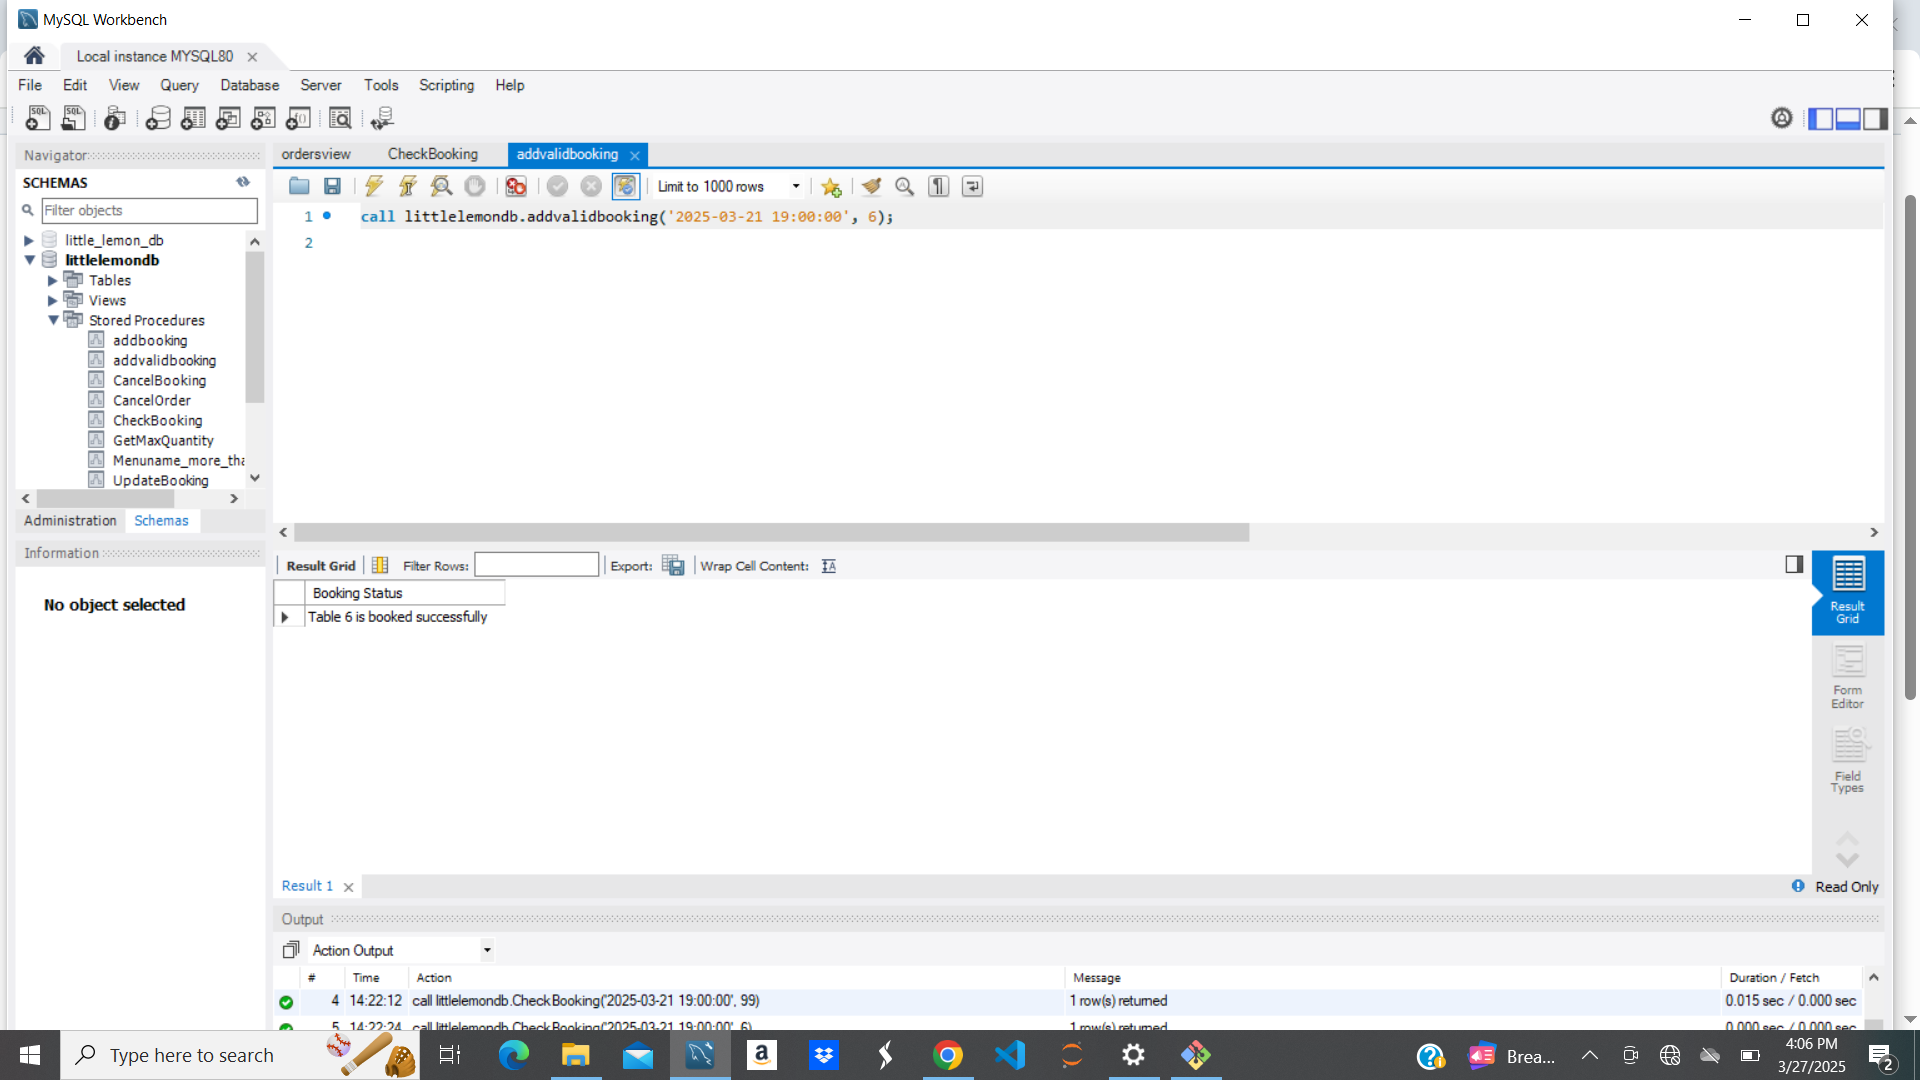 MySQL Workbench
Local instance MYSQL80
File Edit View Query Database Server Tools Scripting Help
Navigator
SCHEMAS
Filter objects
little_lemon_db
littlelemondb
Tables
Views
Stored Procedures
addbooking
addvalidbooking
CancelBooking
CancelOrder
CheckBooking
GetMaxQuantity
Menuname_more_tha
UpdateBooking
Administration Schemas
Information
No object selected
ordersview CheckBooking addvalidbooking
Limit to 1000 rows
1 call littlelemondb.addvalidbooking('2025-03-21 19:00:00', 6);
2
Result Grid Filter Rows: Export: Wrap Cell Content:
Booking Status
Table 6 is booked successfully
Result
Grid
Form
Editor
Field
Types
Result 1
Read Only
Output
Action Output
# Time Action Message Duration / Fetch
4 14:22:12 call littlelemondb.CheckBooking('2025-03-21 19:00:00', 99) 1 row(s) returned 0.015 sec / 0.000 sec
5 14:22:24 call littlelemondb.CheckBooking('2025-03-21 19:00:00', 6) 1 row(s) returned 0.000 sec / 0.000 sec
Type here to search
Brea...
4:06 PM
3/27/2025
2